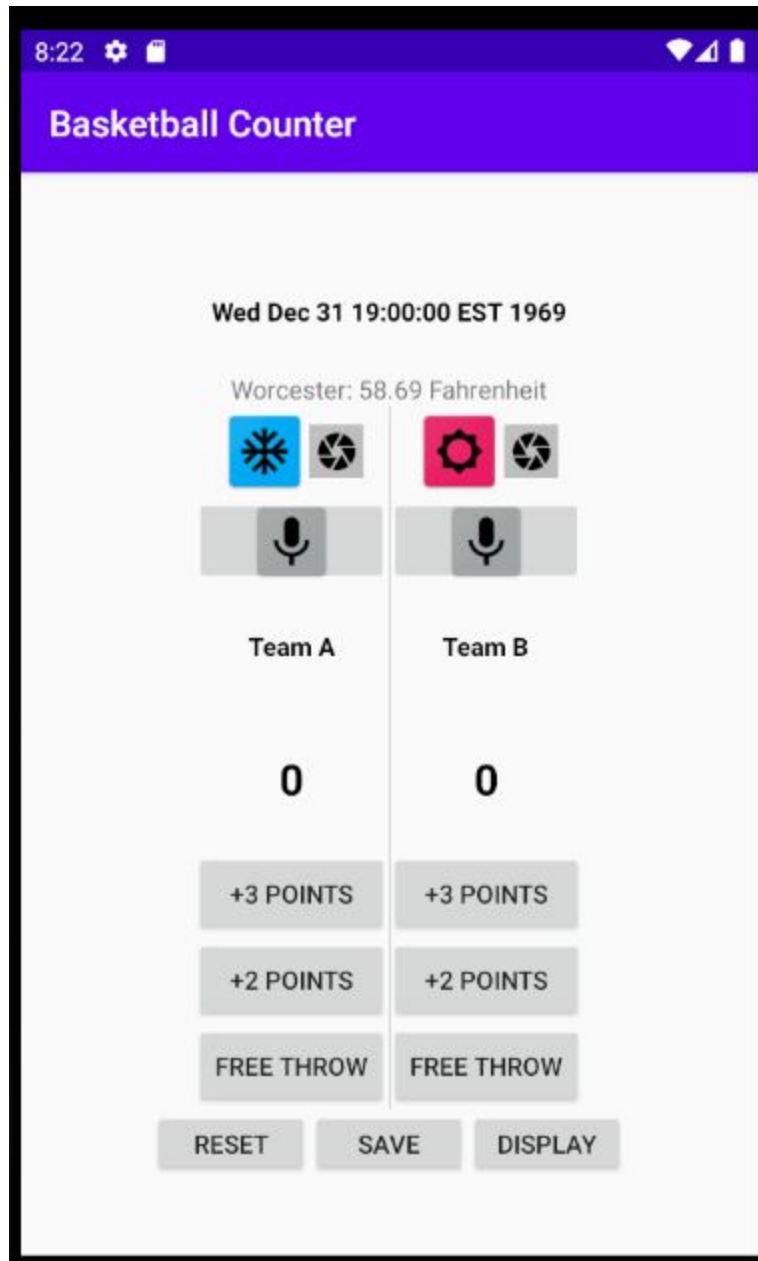 8:22
Basketball Counter
Wed Dec 31 19:00:00 EST 1969
Worcester: 58.69 Fahrenheit
Team A Team B
0 0
+3 POINTS +3 POINTS
+2 POINTS +2 POINTS
FREE THROW FREE THROW
RESET SAVE DISPLAY